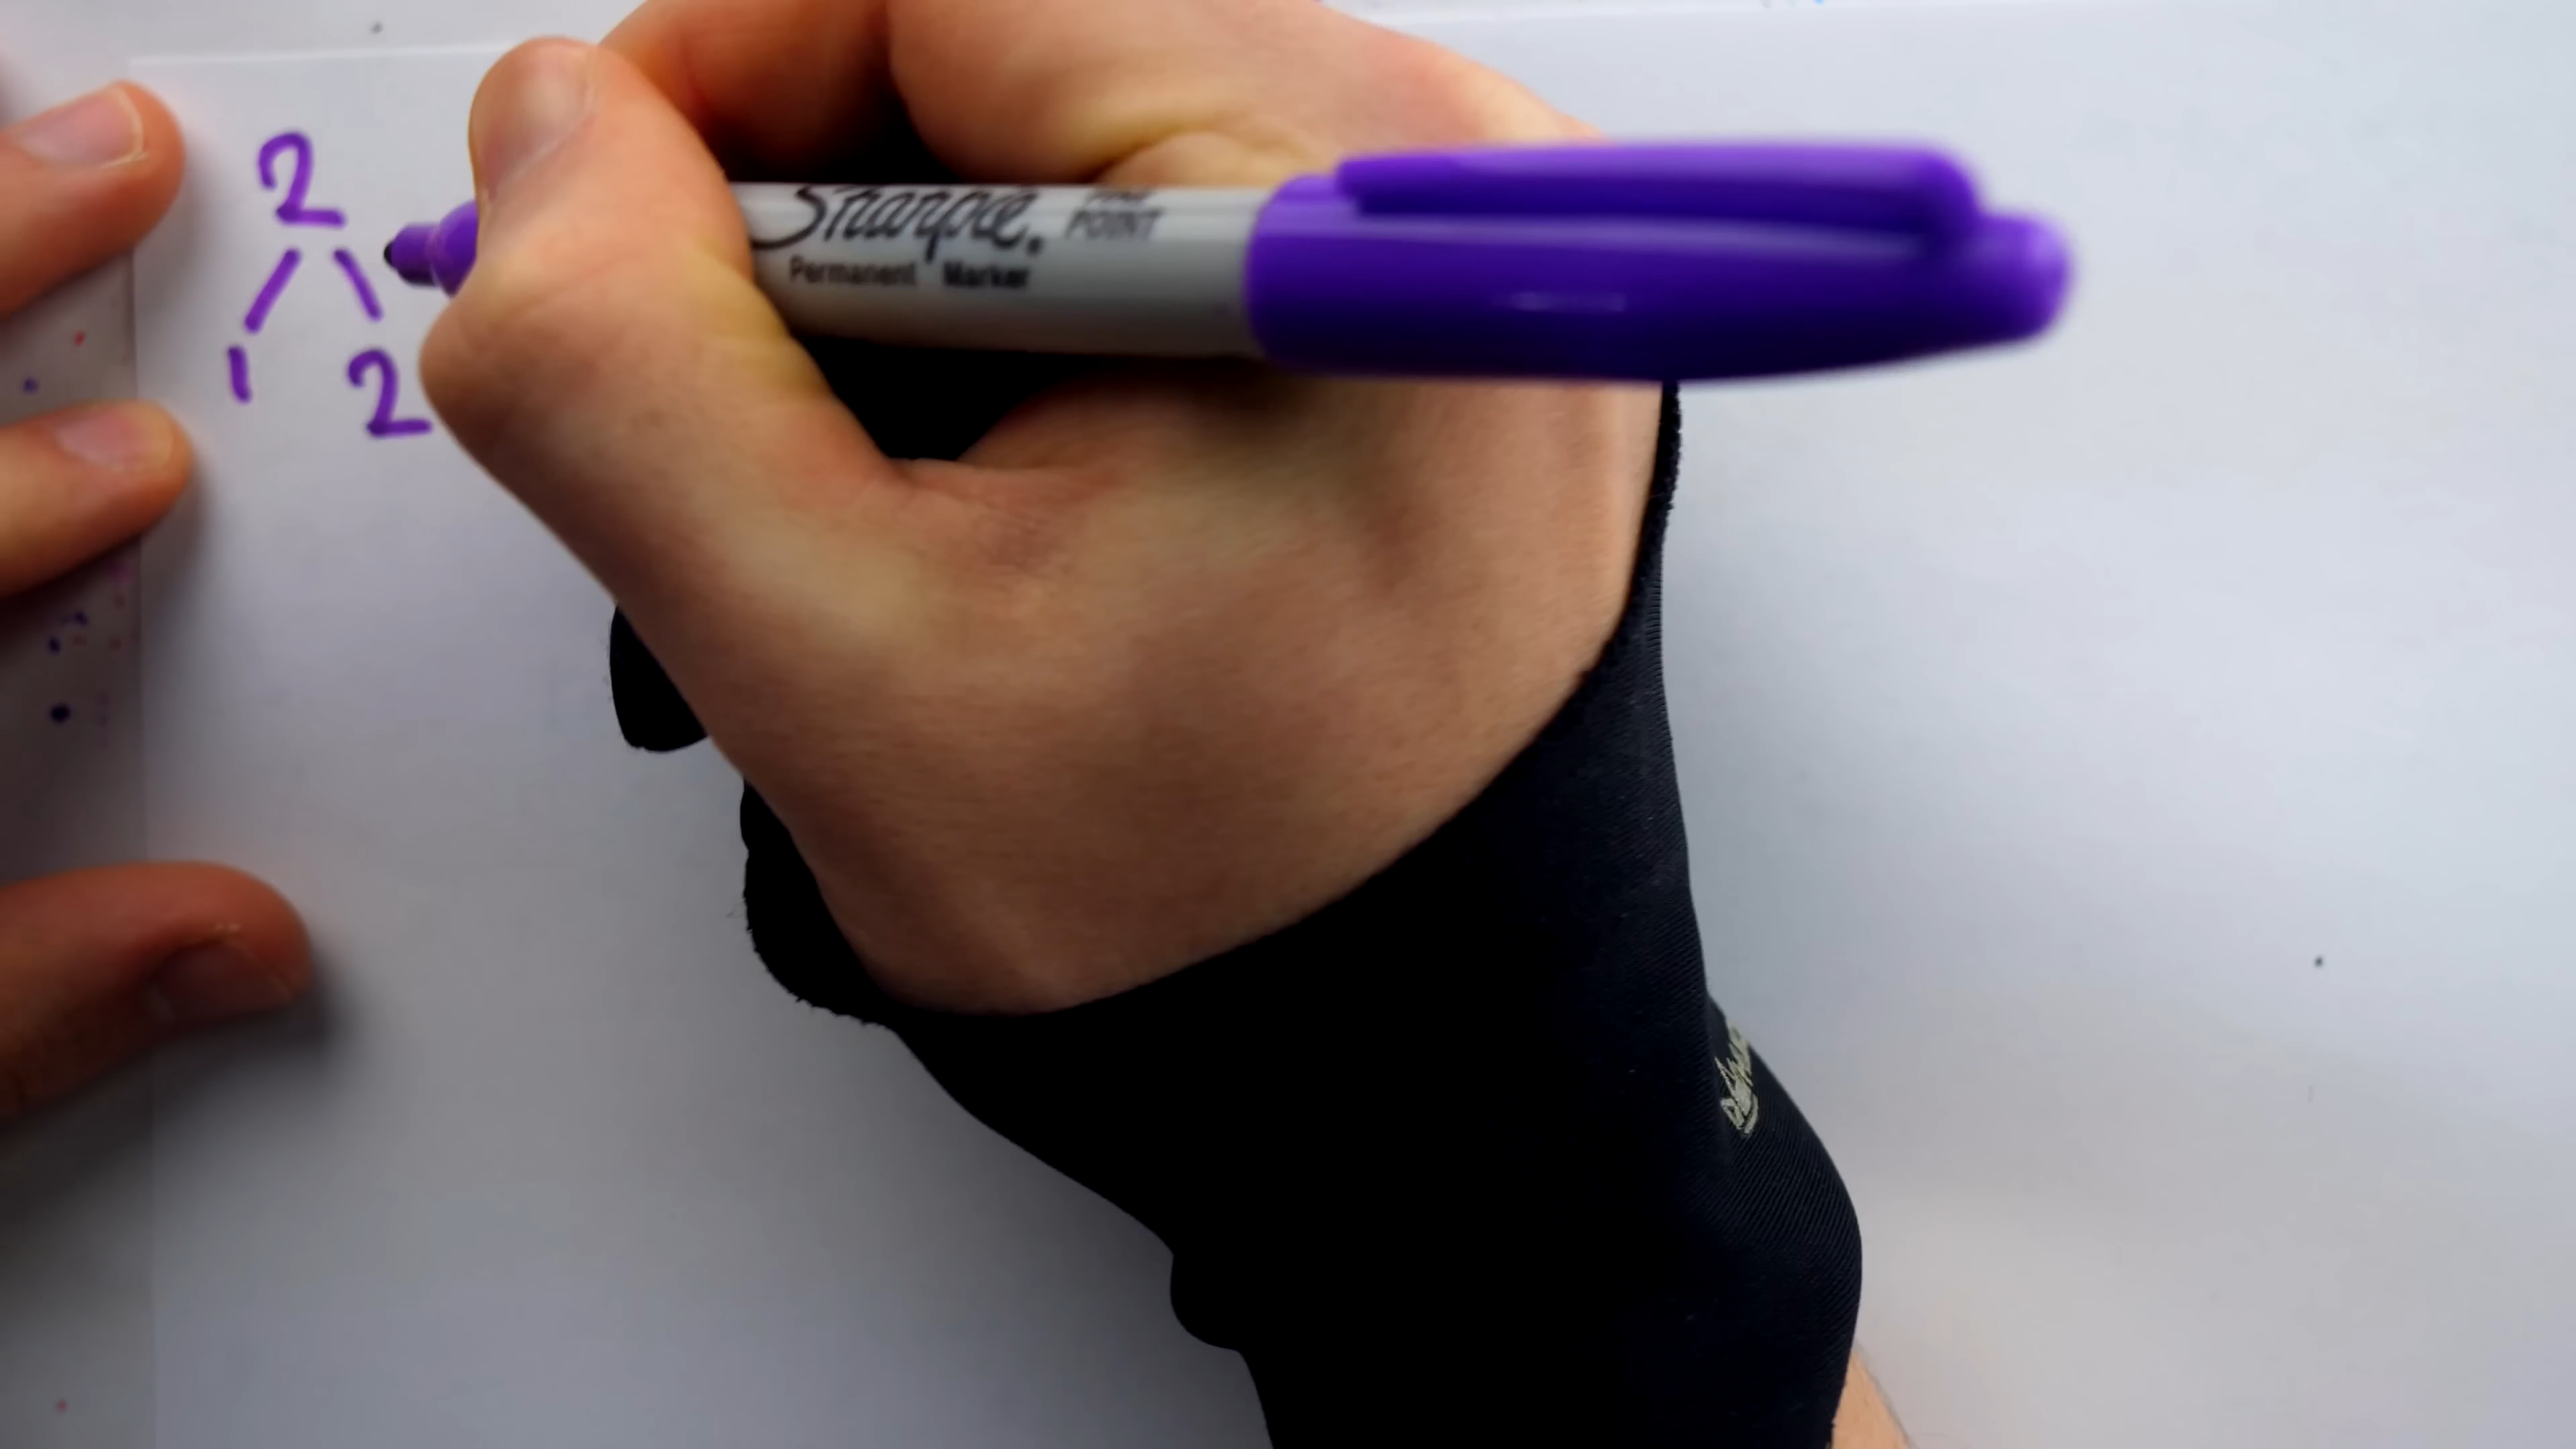 2
1 2
Sharpie. FINE
POINT
Permanent Marker